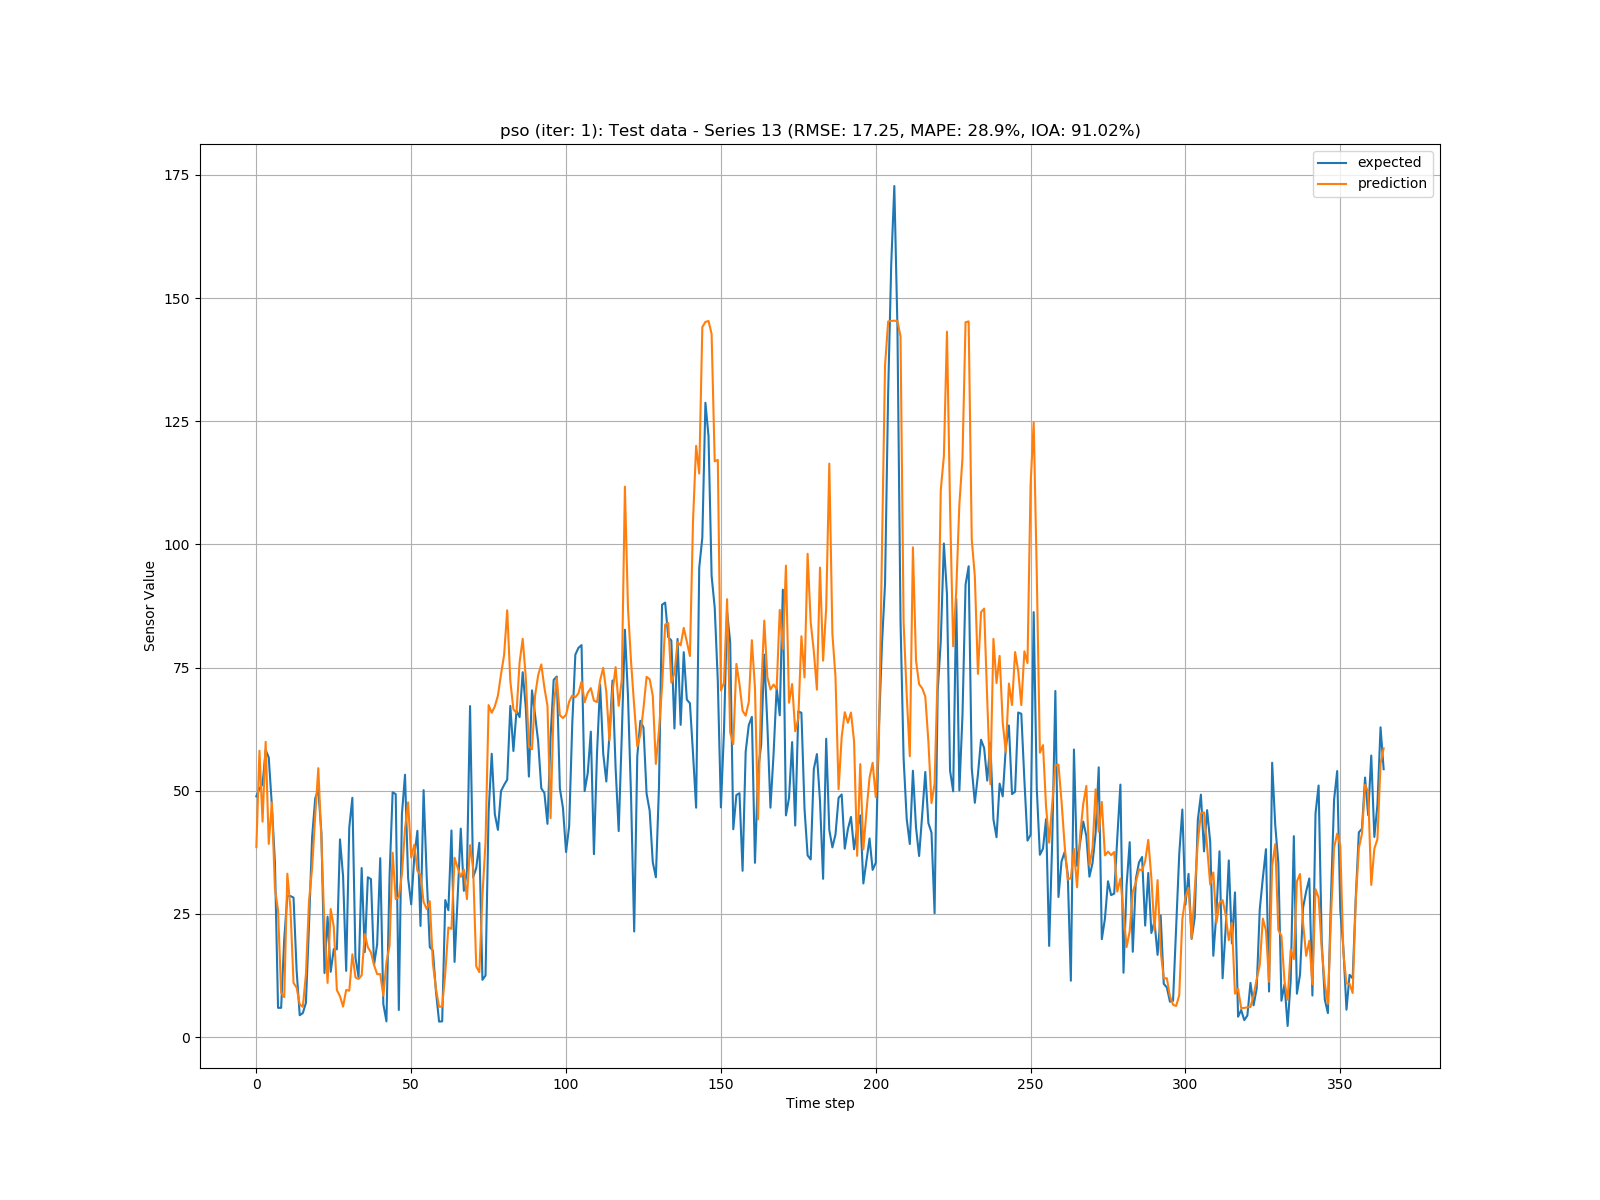 pso (iter: 1): Test data - Series 13 (RMSE: 17.25, MAPE: 28.9%, IOA: 91.02%)
expected
prediction
175
150
125
100
75
50
25
0
Sensor Value
0 50 100 150 200 250 300 350
Time step